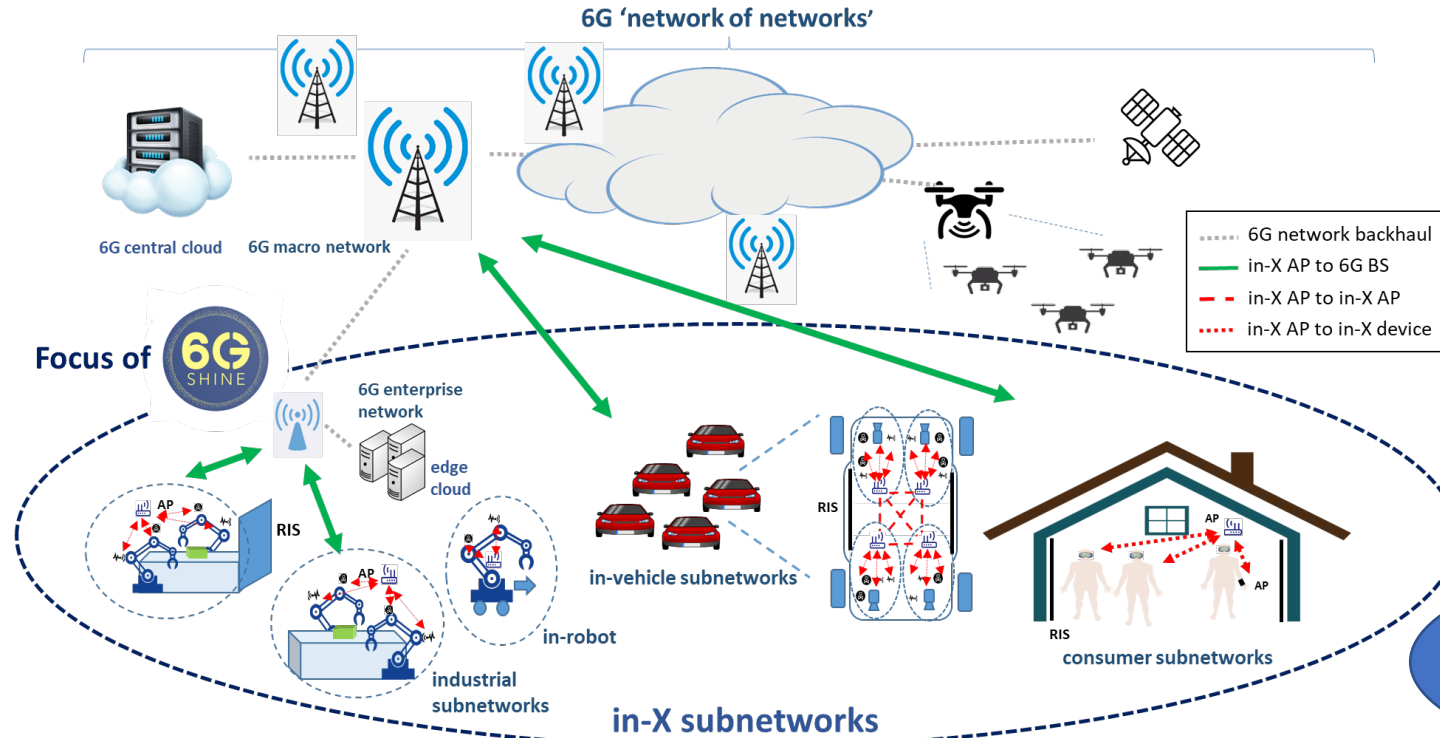 6G ‘network of networks’
6G central cloud
6G macro network
6G network backhaul
in-X AP to 6G BS
in-X AP to in-X AP
in-X AP to in-X device
Focus of
6G
SHINE
6G enterprise
network
edge
cloud
AP
RIS
AP
in-robot
industrial
subnetworks
in-vehicle subnetworks
RIS
AP
AP
RIS
consumer subnetworks
in-X subnetworks